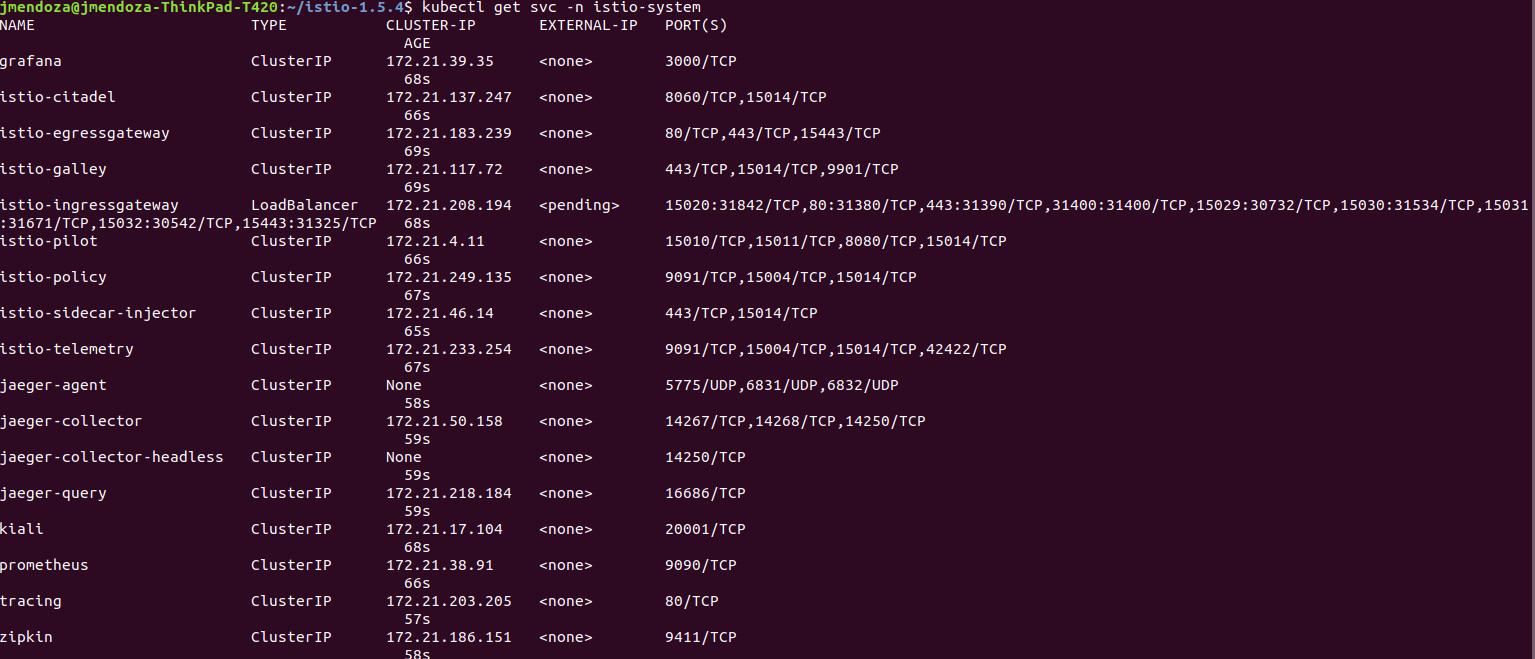 jmendoza@jmendoza-ThinkPad-T420:~/istio-1.5.4$ kubectl get svc -n istio-system
NAME                        TYPE           CLUSTER-IP       EXTERNAL-IP   PORT(S)
                                             AGE
grafana                     ClusterIP      172.21.39.35     <none>        3000/TCP
                                             68s
istio-citadel               ClusterIP      172.21.137.247   <none>        8060/TCP,15014/TCP
                                             66s
istio-egressgateway         ClusterIP      172.21.183.239   <none>        80/TCP,443/TCP,15443/TCP
                                             69s
istio-galley                ClusterIP      172.21.117.72    <none>        443/TCP,15014/TCP,9901/TCP
                                             69s
istio-ingressgateway        LoadBalancer   172.21.208.194   <pending>     15020:31842/TCP,80:31380/TCP,443:31390/TCP,31400:31400/TCP,15029:30732/TCP,15030:31534/TCP,15031
:31671/TCP,15032:30542/TCP,15443:31325/TCP   68s
istio-pilot                 ClusterIP      172.21.4.11      <none>        15010/TCP,15011/TCP,8080/TCP,15014/TCP
                                             66s
istio-policy                ClusterIP      172.21.249.135   <none>        9091/TCP,15004/TCP,15014/TCP
                                             67s
istio-sidecar-injector      ClusterIP      172.21.46.14     <none>        443/TCP,15014/TCP
                                             65s
istio-telemetry             ClusterIP      172.21.233.254   <none>        9091/TCP,15004/TCP,15014/TCP,42422/TCP
                                             67s
jaeger-agent                ClusterIP      None             <none>        5775/UDP,6831/UDP,6832/UDP
                                             58s
jaeger-collector            ClusterIP      172.21.50.158    <none>        14267/TCP,14268/TCP,14250/TCP
                                             59s
jaeger-collector-headless   ClusterIP      None             <none>        14250/TCP
                                             59s
jaeger-query                ClusterIP      172.21.218.184   <none>        16686/TCP
                                             59s
kiali                       ClusterIP      172.21.17.104    <none>        20001/TCP
                                             68s
prometheus                  ClusterIP      172.21.38.91     <none>        9090/TCP
                                             66s
tracing                     ClusterIP      172.21.203.205   <none>        80/TCP
                                             57s
zipkin                      ClusterIP      172.21.186.151   <none>        9411/TCP
                                             58s